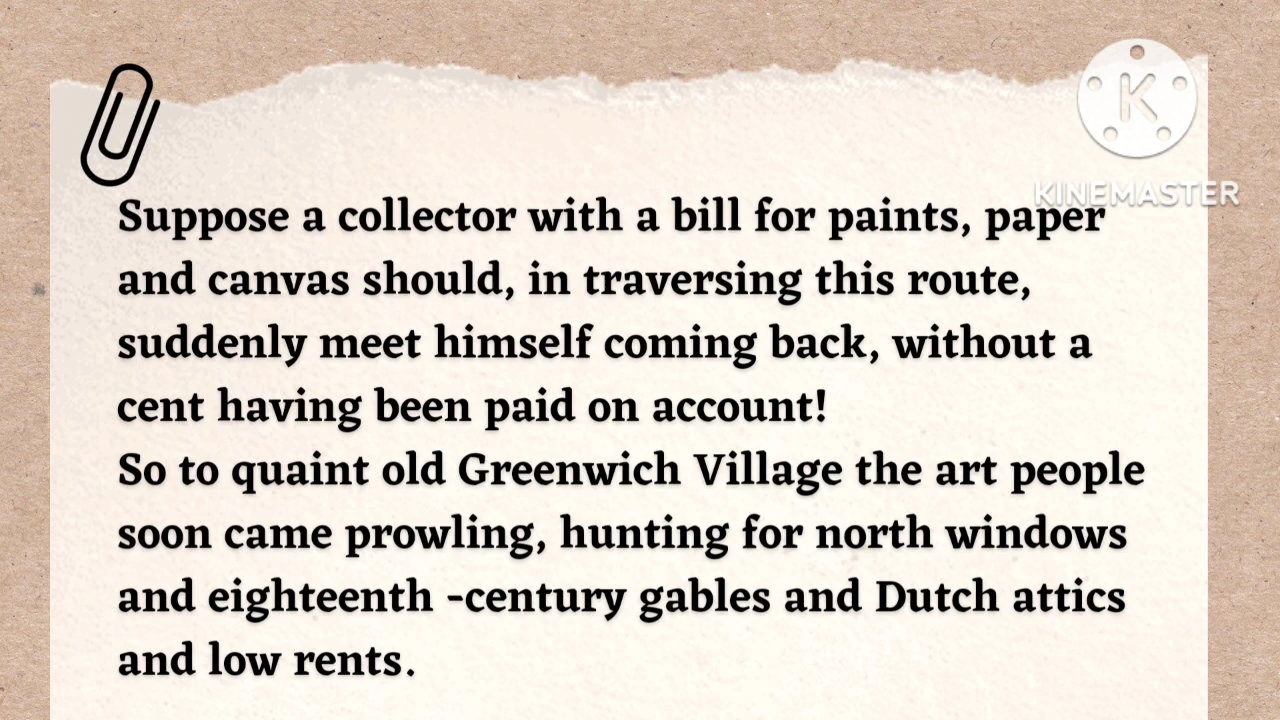 K
KINEMASTER
Suppose a collector with a bill for paints, paper
and canvas should, in traversing this route,
suddenly meet himself coming back, without a
cent having been paid on account!
So to quaint old Greenwich Village the art people
soon came prowling, hunting for north windows
and eighteenth -century gables and Dutch attics
and low rents.